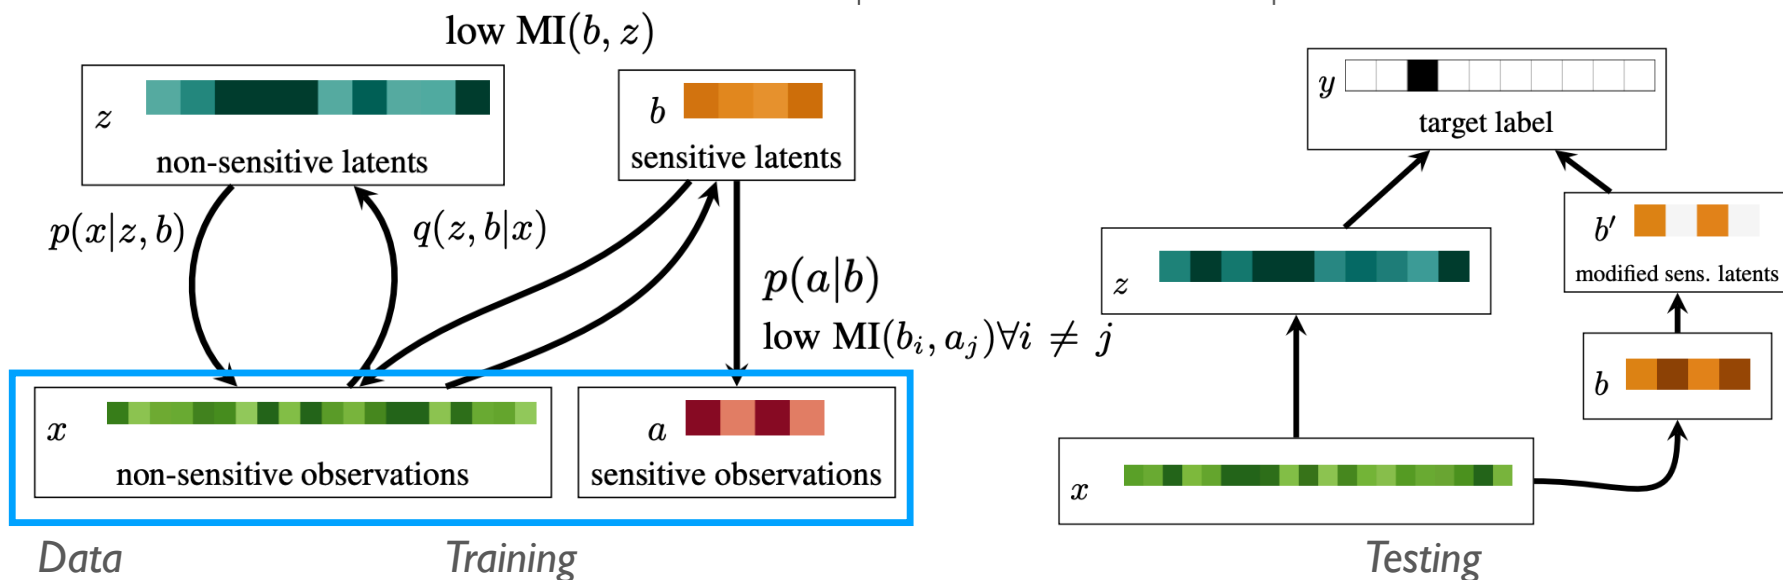 low MI(b, z)
z
non-sensitive latents
b
sensitive latents
p(x|z, b)
q(z, b|x)
p(a|b)
low MI(b_i, a_j)∀i ≠ j
x
non-sensitive observations
a
sensitive observations
Data
Training
y
target label
z
b′
modified sens. latents
b
x
Testing